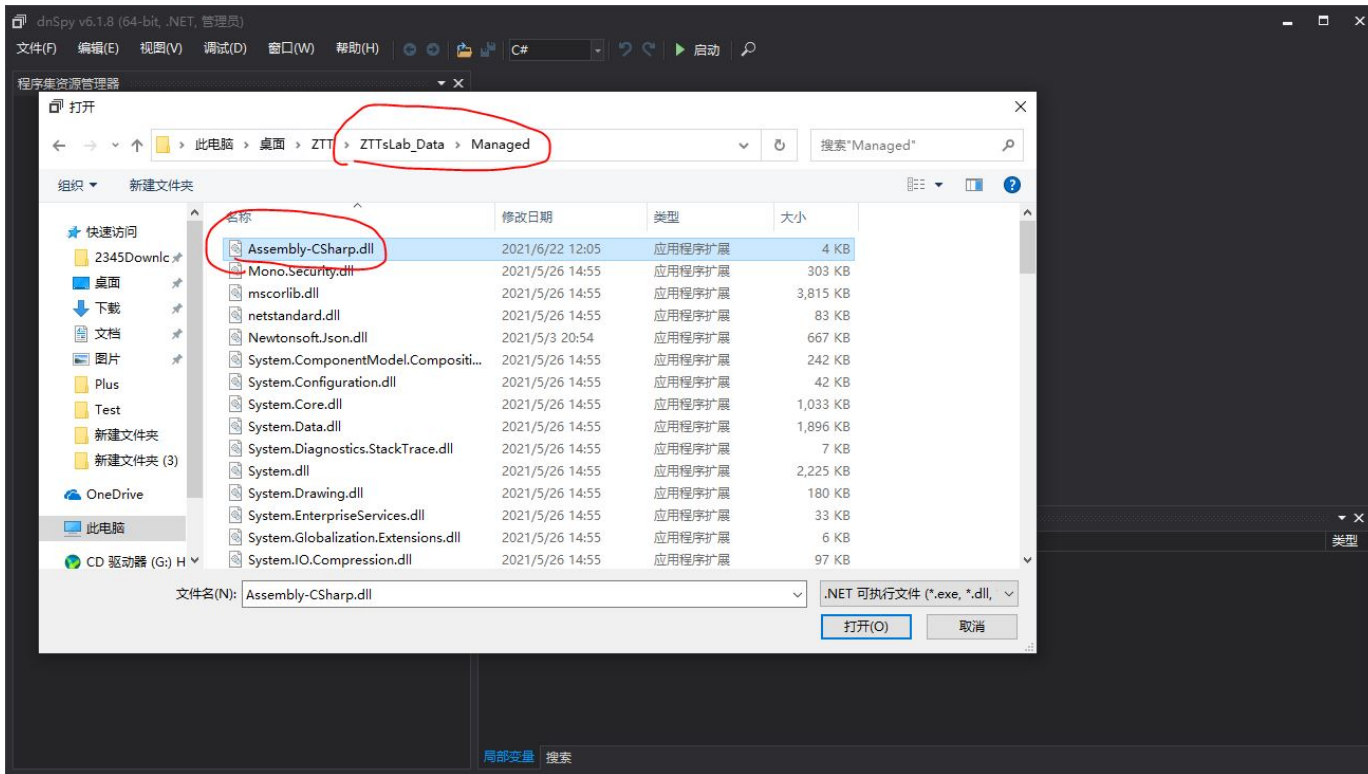 dnSpy v6.1.8 (64-bit, .NET, 管理员)
文件(F) 编辑(E) 视图(V) 调试(D) 窗口(W) 帮助(H) C# 启动
程序集资源管理器
打开
此电脑 > 桌面 > ZTT > ZTTsLab_Data > Managed 搜索"Managed"
组织 新建文件夹
名称 修改日期 类型 大小
快速访问
2345Downlc
桌面
下载
文档
图片
Plus
Test
新建文件夹
新建文件夹 (3)
OneDrive
此电脑
CD 驱动器 (G:) H
Assembly-CSharp.dll 2021/6/22 12:05 应用程序扩展 4 KB
Mono.Security.dll 2021/5/26 14:55 应用程序扩展 303 KB
mscorlib.dll 2021/5/26 14:55 应用程序扩展 3,815 KB
netstandard.dll 2021/5/26 14:55 应用程序扩展 83 KB
Newtonsoft.Json.dll 2021/5/3 20:54 应用程序扩展 667 KB
System.ComponentModel.Compositi... 2021/5/26 14:55 应用程序扩展 242 KB
System.Configuration.dll 2021/5/26 14:55 应用程序扩展 42 KB
System.Core.dll 2021/5/26 14:55 应用程序扩展 1,033 KB
System.Data.dll 2021/5/26 14:55 应用程序扩展 1,896 KB
System.Diagnostics.StackTrace.dll 2021/5/26 14:55 应用程序扩展 7 KB
System.dll 2021/5/26 14:55 应用程序扩展 2,225 KB
System.Drawing.dll 2021/5/26 14:55 应用程序扩展 180 KB
System.EnterpriseServices.dll 2021/5/26 14:55 应用程序扩展 33 KB
System.Globalization.Extensions.dll 2021/5/26 14:55 应用程序扩展 6 KB
System.IO.Compression.dll 2021/5/26 14:55 应用程序扩展 97 KB
文件名(N): Assembly-CSharp.dll .NET 可执行文件 (*.exe, *.dll,
打开(O) 取消
类型
局部变量 搜索